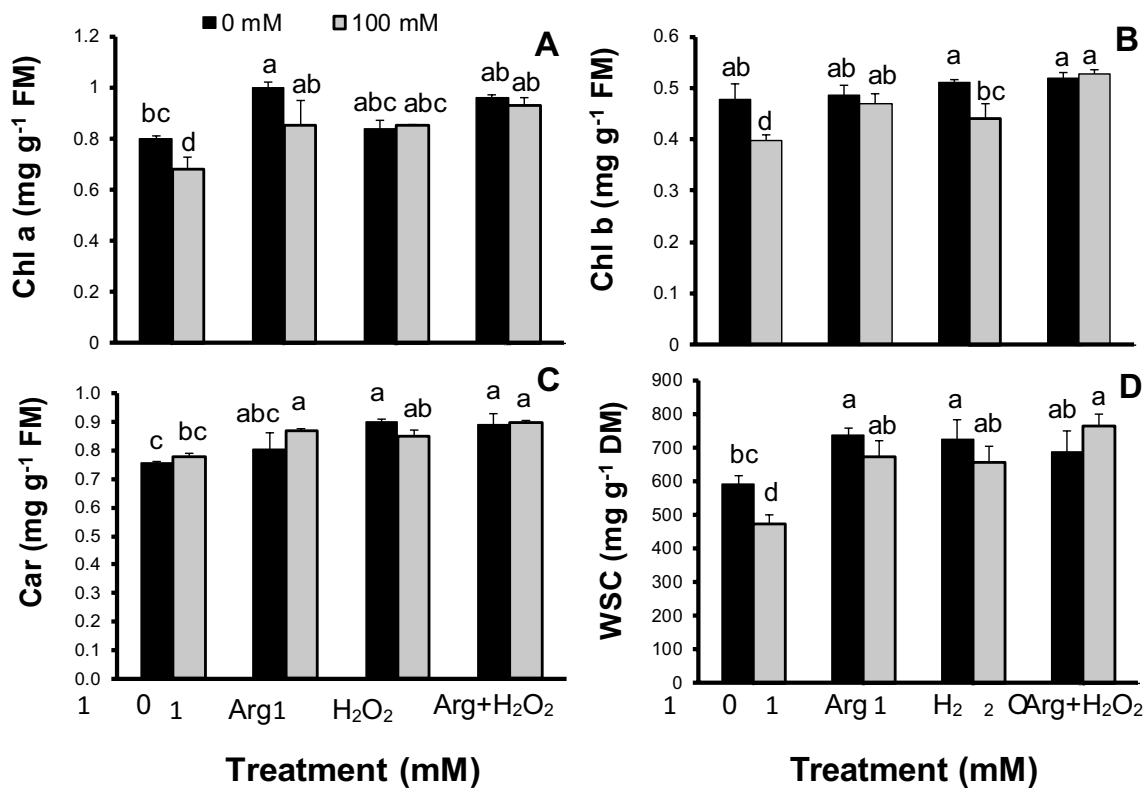 0 mM 100 mM
A
Chl a (mg g⁻¹ FM)
1.2
1
0.8
0.6
0.4
0.2
0
bc d a ab abc abc ab ab
B
Chl b (mg g⁻¹ FM)
0.6
0.5
0.4
0.3
0.2
0.1
0
ab d ab ab a bc a a
C
Car (mg g⁻¹ FM)
1.0
0.9
0.8
0.7
0.6
0.5
0.4
0.3
0.2
0.1
0.0
c bc abc a a ab a a
1 0 1 Arg1 H₂O₂ Arg+H₂O₂
Treatment (mM)
D
WSC (mg g⁻¹ DM)
900
800
700
600
500
400
300
200
100
0
bc d a ab a ab ab a
1 0 1 Arg 1 H₂ ₂ O Arg+H₂O₂
Treatment (mM)